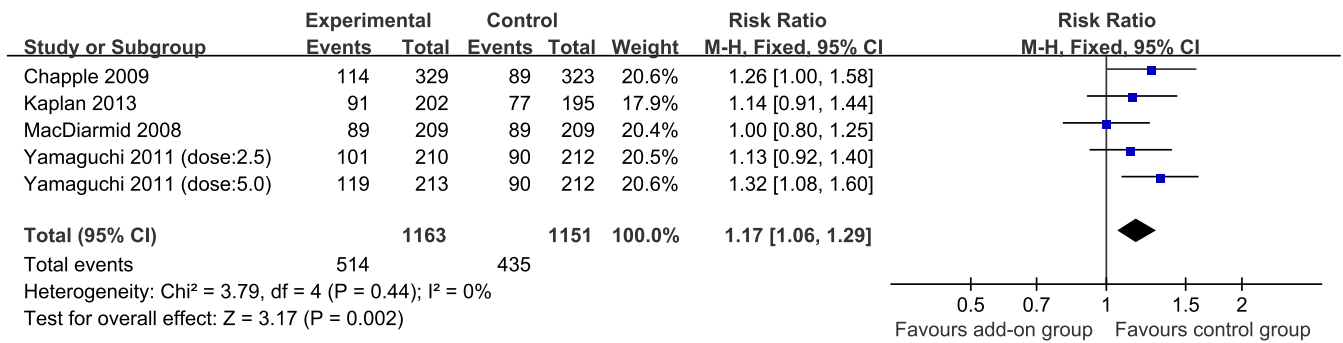 Experimental Control Risk Ratio Risk Ratio
Study or Subgroup Events Total Events Total Weight M-H, Fixed, 95% CI M-H, Fixed, 95% CI
Chapple 2009 114 329 89 323 20.6% 1.26 [1.00, 1.58]
Kaplan 2013 91 202 77 195 17.9% 1.14 [0.91, 1.44]
MacDiarmid 2008 89 209 89 209 20.4% 1.00 [0.80, 1.25]
Yamaguchi 2011 (dose:2.5) 101 210 90 212 20.5% 1.13 [0.92, 1.40]
Yamaguchi 2011 (dose:5.0) 119 213 90 212 20.6% 1.32 [1.08, 1.60]
Total (95% CI) 1163 1151 100.0% 1.17 [1.06, 1.29]
Total events 514 435
Heterogeneity: Chi² = 3.79, df = 4 (P = 0.44); I² = 0%
Test for overall effect: Z = 3.17 (P = 0.002)
0.5 0.7 1 1.5 2
Favours add-on group Favours control group